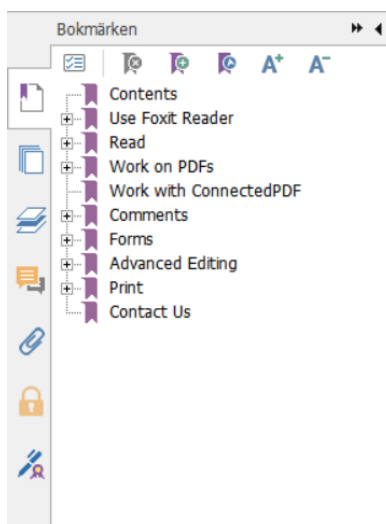 Bokmärken
A+ A-
Contents
Use Foxit Reader
Read
Work on PDFs
Work with ConnectedPDF
Comments
Forms
Advanced Editing
Print
Contact Us